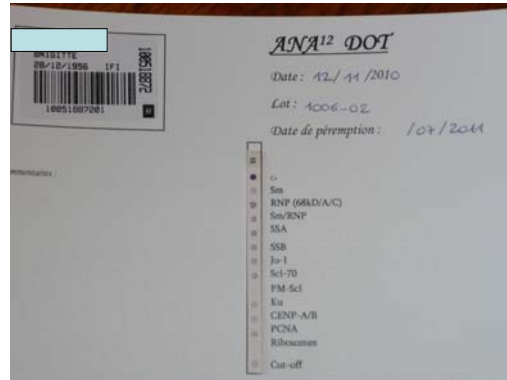 BRIGITTE
28/12/1956 IFI
100518872
10051887201
mmentaires :
ANA¹² DOT
Date : 12/ 11 /2010
Lot : 1006-02
Date de péremption : /07/2011
Sm
RNP (68kD/A/C)
Sm/RNP
SSA
SSB
Jo-1
Scl-70
PM-Scl
Ku
CENP-A/B
PCNA
Ribosomes
Cut-off